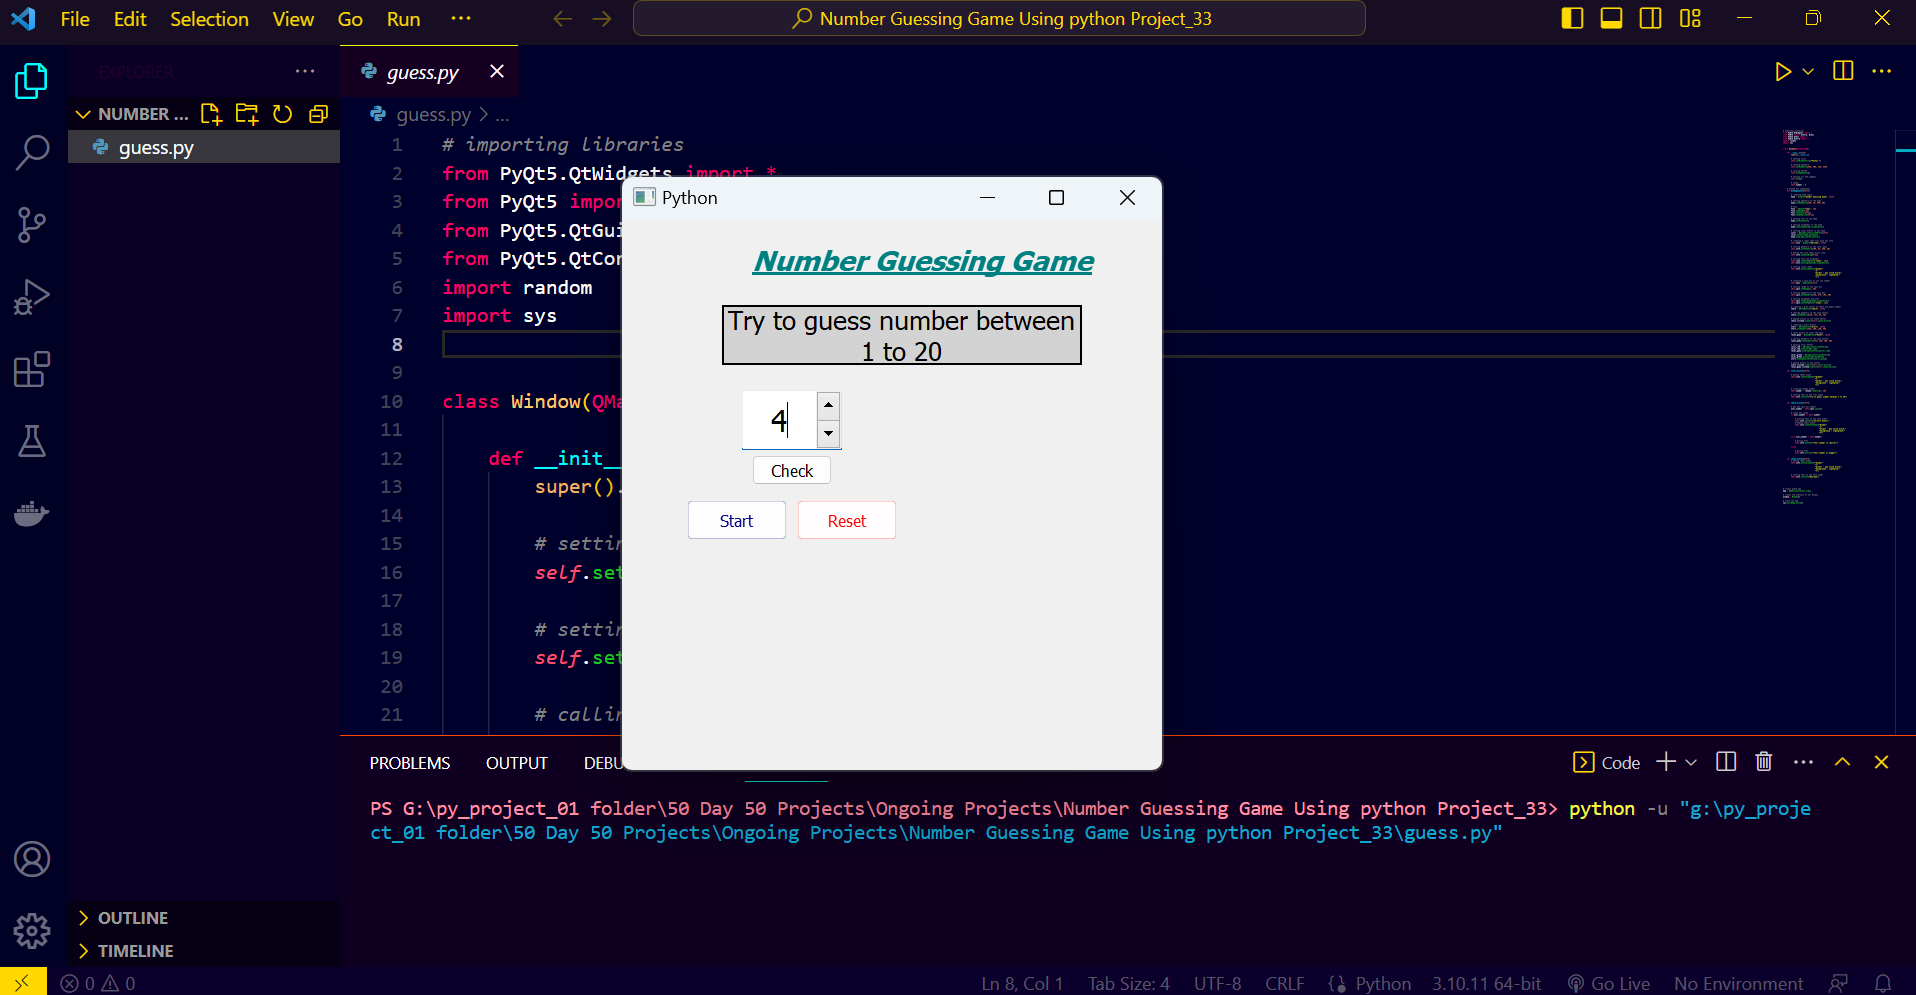 File Edit Selection View Go Run ···
Number Guessing Game Using python Project_33
EXPLORER ···
NUMBER ...
guess.py
guess.py
guess.py > ...
1 # importing libraries
2 from PyQt5.QtWidgets import *
3 from PyQt5 impor
4 from PyQt5.QtGui
5 from PyQt5.QtCor
6 import random
7 import sys
8
9
10 class Window(QMa
11
12 def __init__
13 super().
14
15 # settin
16 self.set
17
18 # settin
19 self.set
20
21 # callin
Python
Number Guessing Game
Try to guess number between
1 to 20
4
Check
Start Reset
PROBLEMS OUTPUT DEBU
Code
PS G:\py_project_01 folder\50 Day 50 Projects\Ongoing Projects\Number Guessing Game Using python Project_33> python -u "g:\py_proje
ct_01 folder\50 Day 50 Projects\Ongoing Projects\Number Guessing Game Using python Project_33\guess.py"
OUTLINE
TIMELINE
0 0
Ln 8, Col 1 Tab Size: 4 UTF-8 CRLF Python 3.10.11 64-bit Go Live No Environment